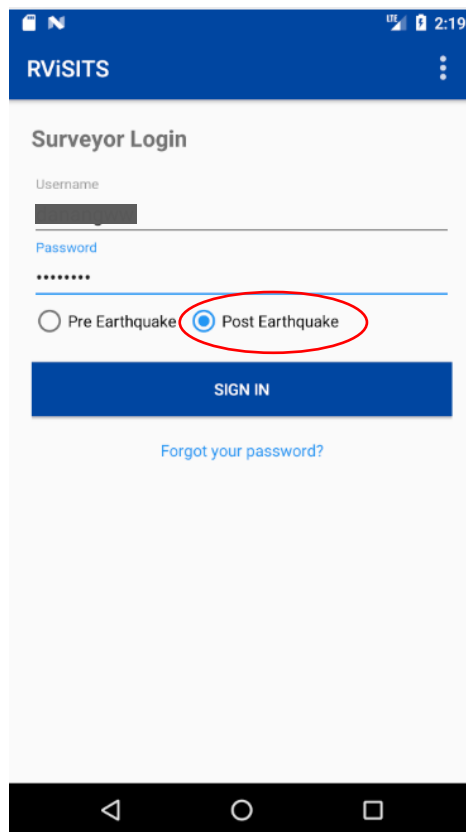 2:19
RViSITS
Surveyor Login
Username
Password
Pre Earthquake Post Earthquake
SIGN IN
Forgot your password?